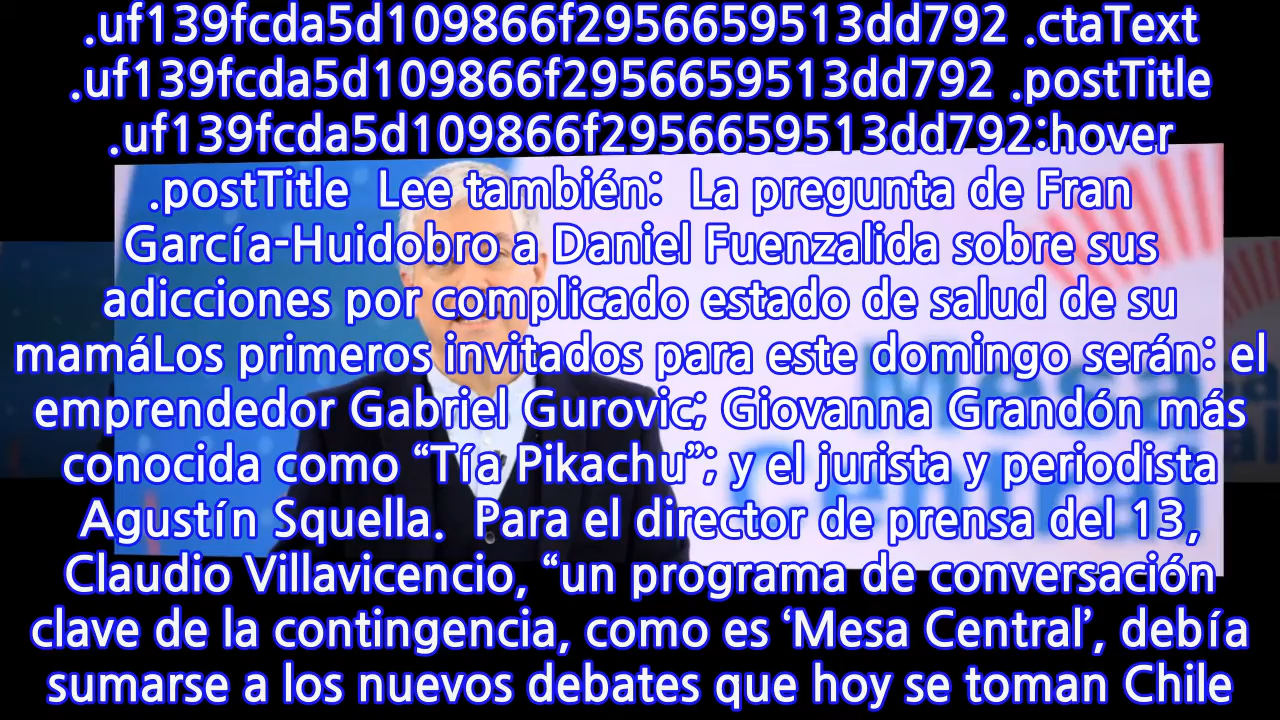 .uf139fcda5d109866f2956659513dd792 .ctaText
.uf139fcda5d109866f2956659513dd792 .postTitle
.uf139fcda5d109866f2956659513dd792:hover
.postTitle  Lee también:  La pregunta de Fran
García-Huidobro a Daniel Fuenzalida sobre sus
adicciones por complicado estado de salud de su
mamáLos primeros invitados para este domingo serán: el
emprendedor Gabriel Gurovic; Giovanna Grandón más
conocida como “Tía Pikachu”; y el jurista y periodista
Agustín Squella.  Para el director de prensa del 13,
Claudio Villavicencio, “un programa de conversación
clave de la contingencia, como es ‘Mesa Central’, debía
sumarse a los nuevos debates que hoy se toman Chile
Mesa
Central